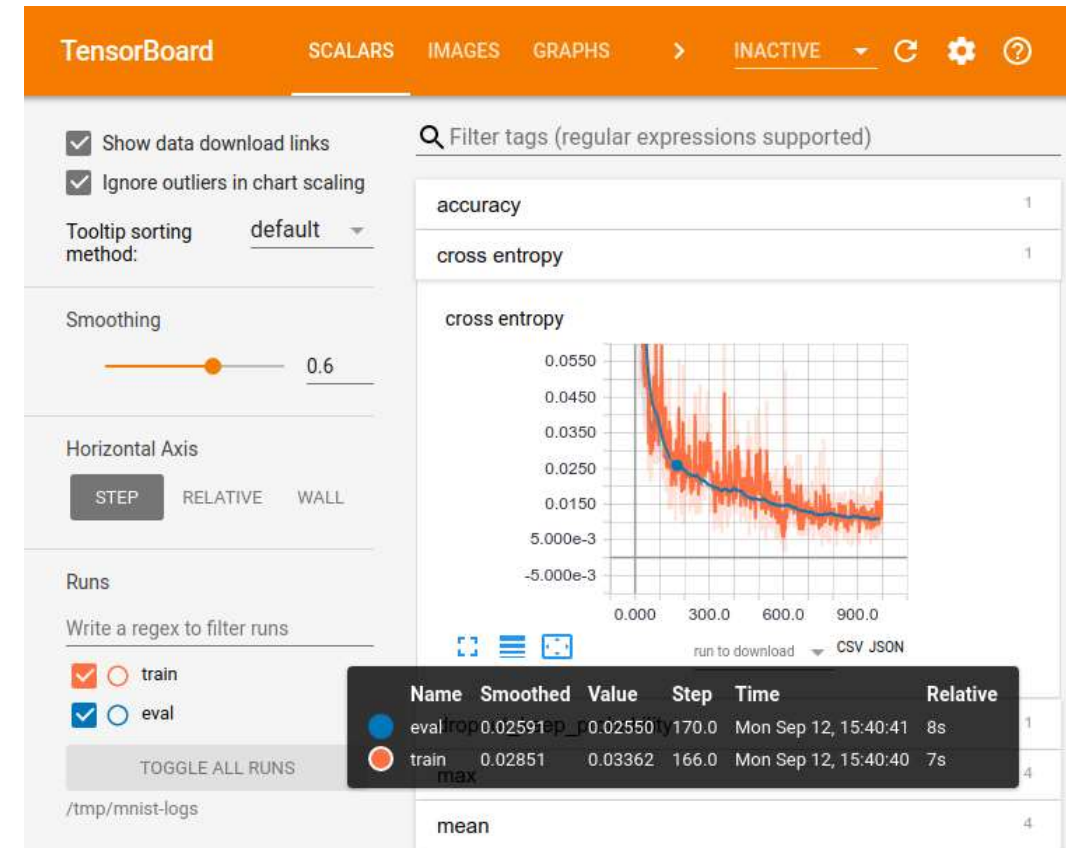 TensorBoard SCALARS IMAGES GRAPHS > INACTIVE
Show data download links
Ignore outliers in chart scaling
Tooltip sorting method: default
Smoothing
0.6
Horizontal Axis
STEP RELATIVE WALL
Runs
Write a regex to filter runs
train
eval
TOGGLE ALL RUNS
/tmp/mnist-logs
Filter tags (regular expressions supported)
accuracy 1
cross entropy 1
cross entropy
0.0550
0.0450
0.0350
0.0250
0.0150
5.000e-3
-5.000e-3
0.000 300.0 600.0 900.0
run to download CSV JSON
Name Smoothed Value Step Time Relative
eval 0.02591 0.02550 170.0 Mon Sep 12, 15:40:41 8s
train 0.02851 0.03362 166.0 Mon Sep 12, 15:40:40 7s
1
max 4
mean 4